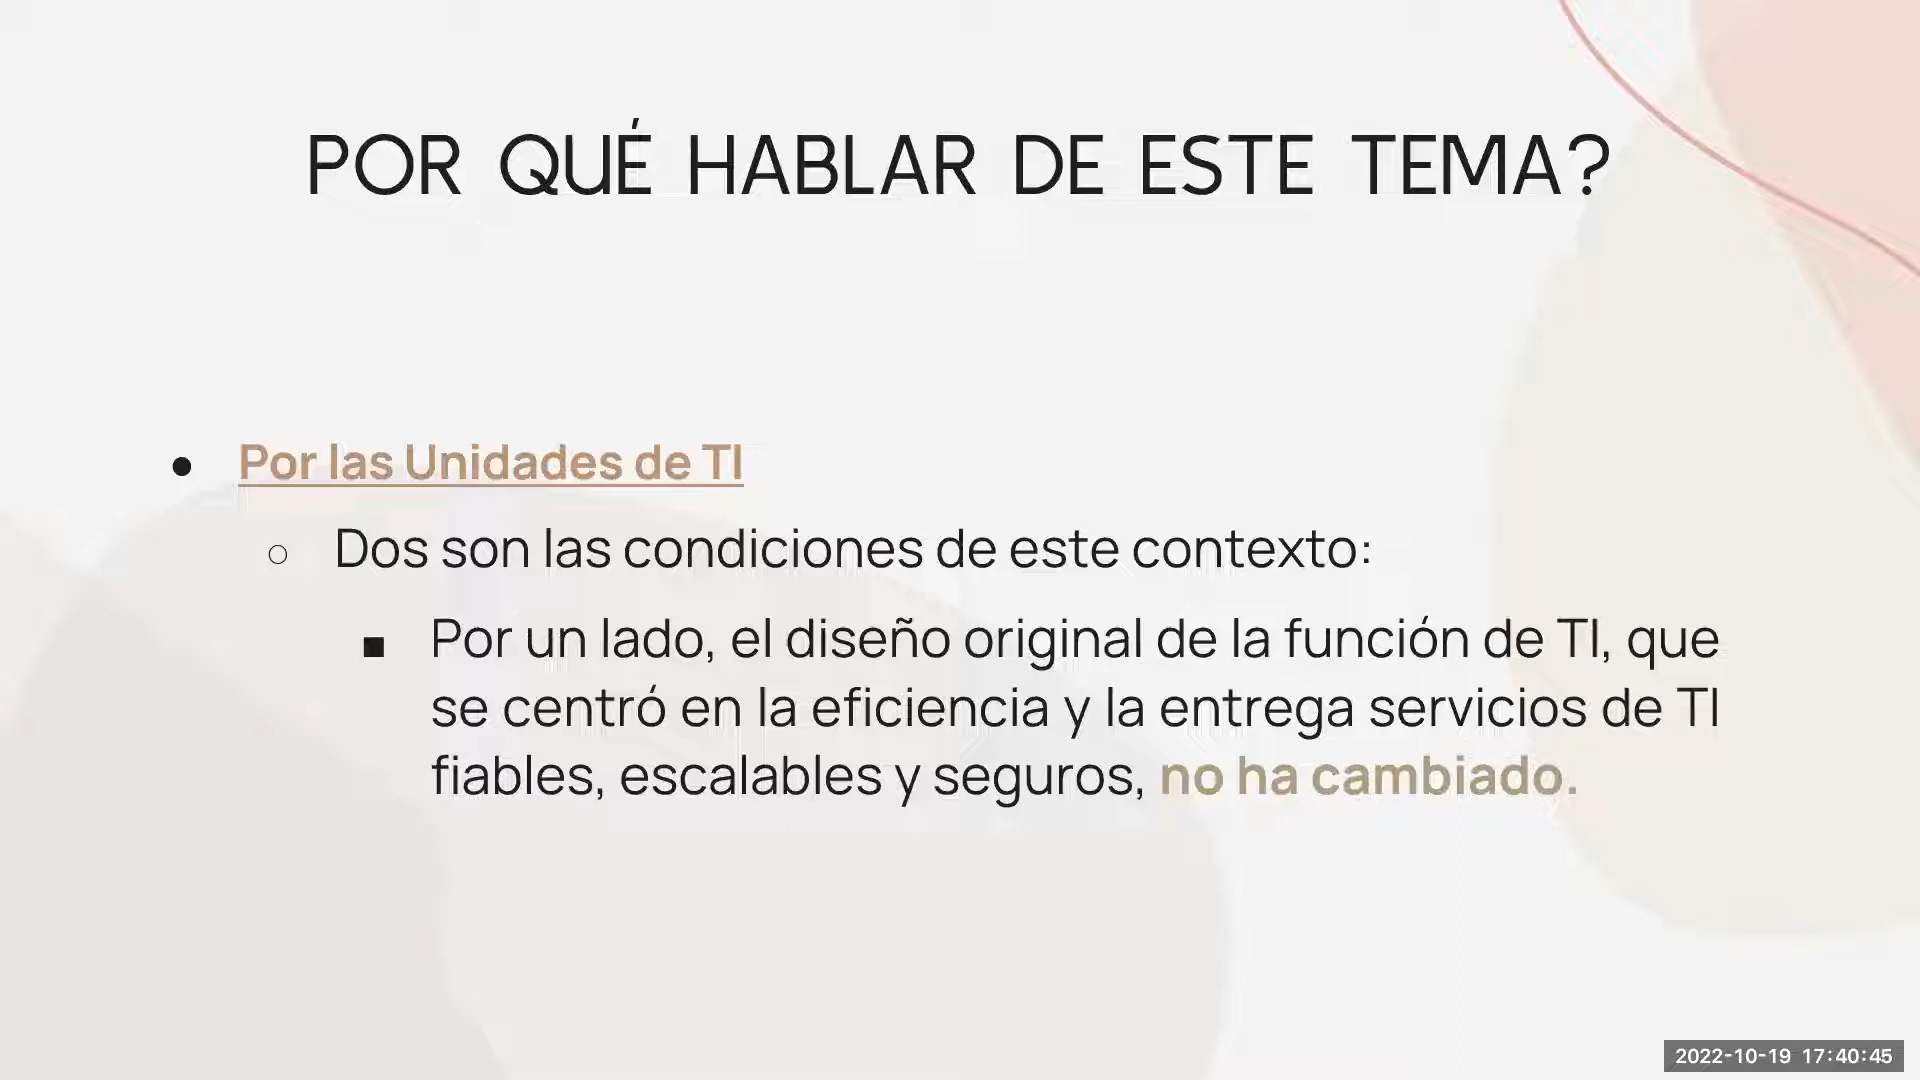 POR QUÉ HABLAR DE ESTE TEMA?
● Por las Unidades de TI
○ Dos son las condiciones de este contexto:
■ Por un lado, el diseño original de la función de TI, que
se centró en la eficiencia y la entrega servicios de TI
fiables, escalables y seguros, no ha cambiado.
2022-10-19 17:40:45